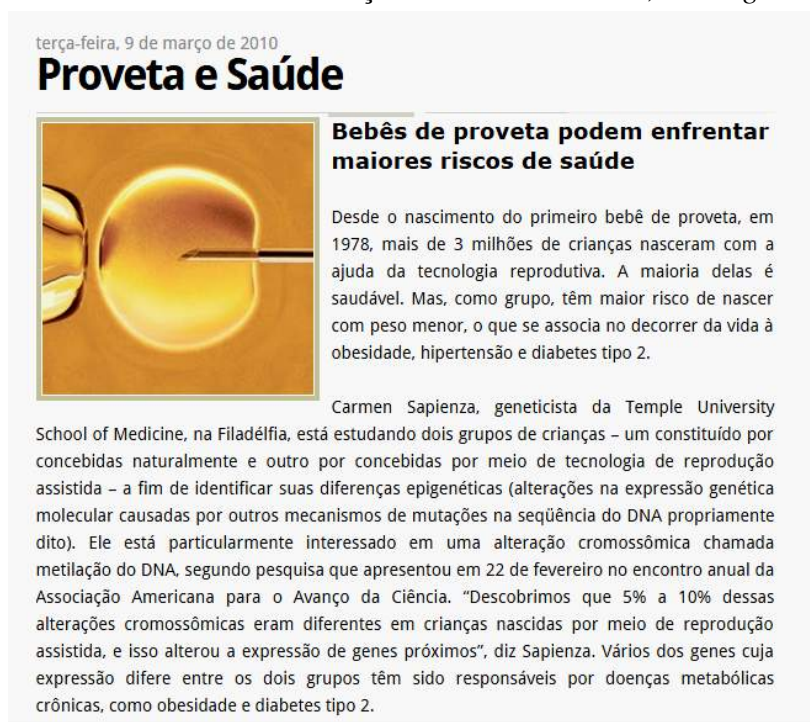 terça-feira, 9 de março de 2010
Proveta e Saúde
Bebês de proveta podem enfrentar
maiores riscos de saúde
Desde o nascimento do primeiro bebê de proveta, em
1978, mais de 3 milhões de crianças nasceram com a
ajuda da tecnologia reprodutiva. A maioria delas é
saudável. Mas, como grupo, têm maior risco de nascer
com peso menor, o que se associa no decorrer da vida à
obesidade, hipertensão e diabetes tipo 2.
Carmen Sapienza, geneticista da Temple University
School of Medicine, na Filadélfia, está estudando dois grupos de crianças – um constituído por
concebidas naturalmente e outro por concebidas por meio de tecnologia de reprodução
assistida – a fim de identificar suas diferenças epigenéticas (alterações na expressão genética
molecular causadas por outros mecanismos de mutações na seqüência do DNA propriamente
dito). Ele está particularmente interessado em uma alteração cromossômica chamada
metilação do DNA, segundo pesquisa que apresentou em 22 de fevereiro no encontro anual da
Associação Americana para o Avanço da Ciência. “Descobrimos que 5% a 10% dessas
alterações cromossômicas eram diferentes em crianças nascidas por meio de reprodução
assistida, e isso alterou a expressão de genes próximos”, diz Sapienza. Vários dos genes cuja
expressão difere entre os dois grupos têm sido responsáveis por doenças metabólicas
crônicas, como obesidade e diabetes tipo 2.